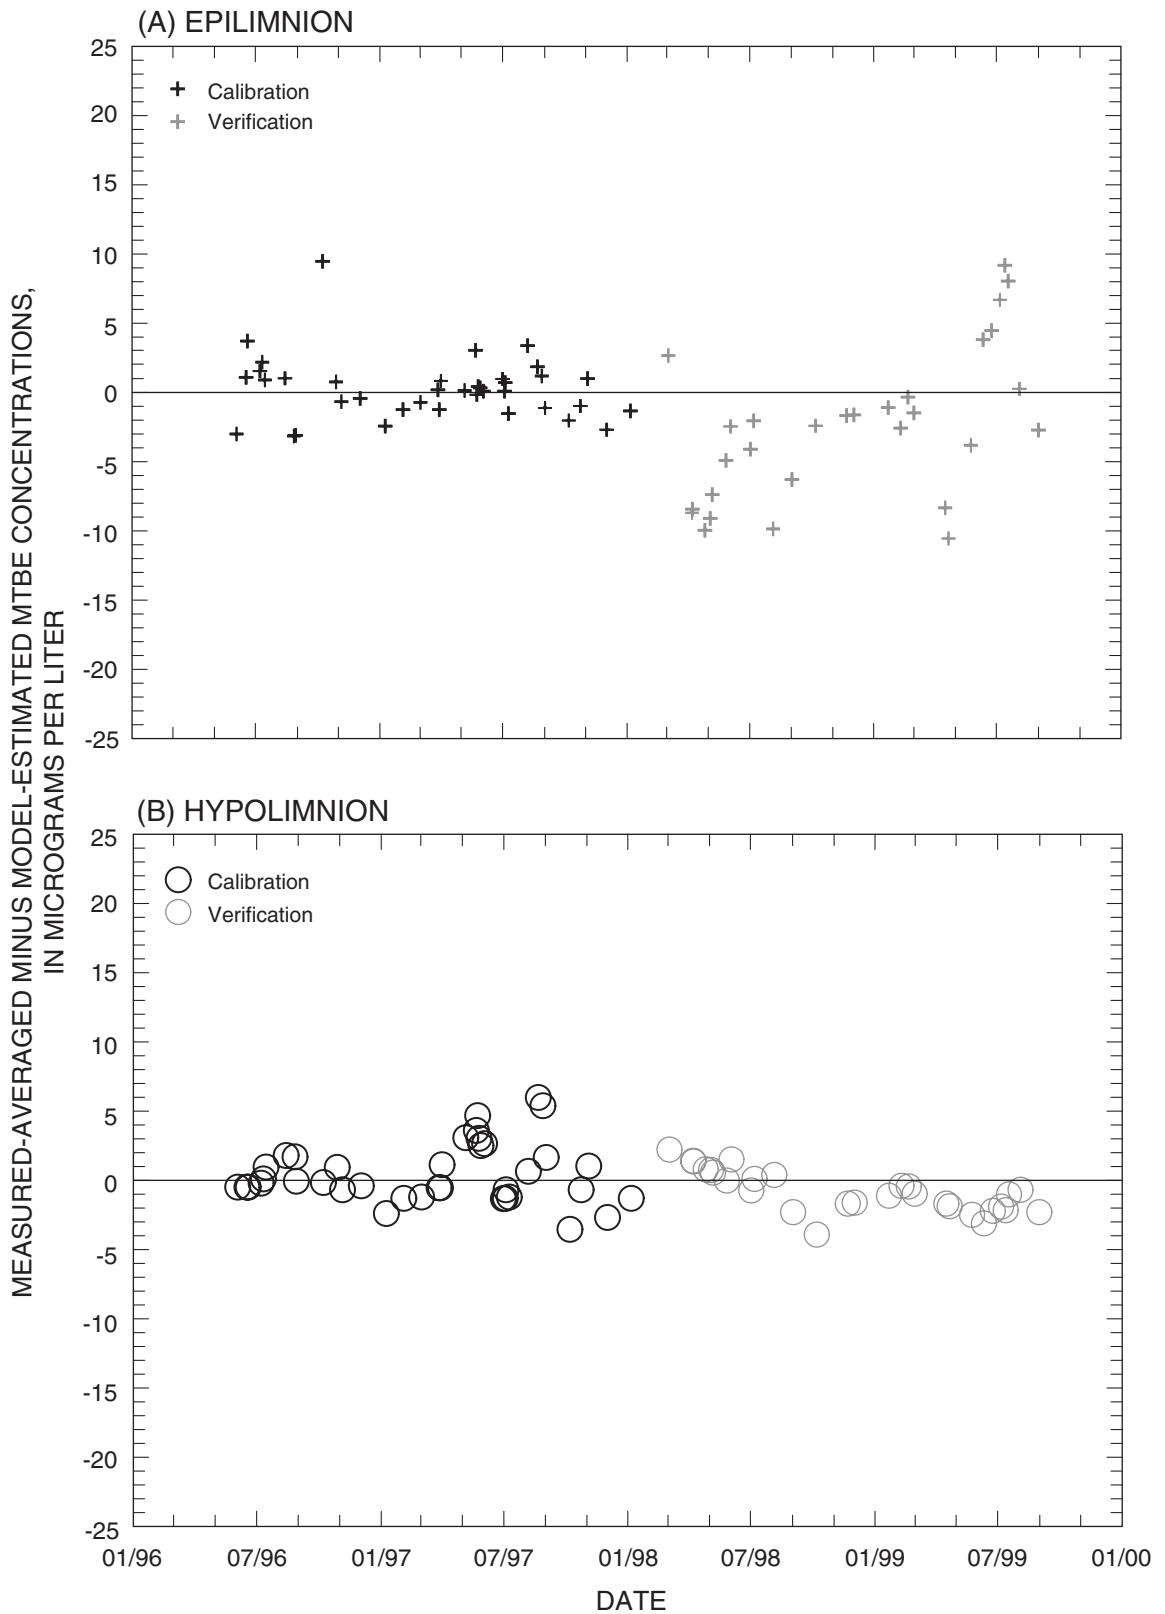 (A) EPILIMNION
25
20
15
10
5
0
-5
-10
-15
-20
-25
Calibration
Verification
MEASURED-AVERAGED MINUS MODEL-ESTIMATED MTBE CONCENTRATIONS,
IN MICROGRAMS PER LITER
(B) HYPOLIMNION
25
20
15
10
5
0
-5
-10
-15
-20
-25
Calibration
Verification
01/96 07/96 01/97 07/97 01/98 07/98 01/99 07/99 01/00
DATE